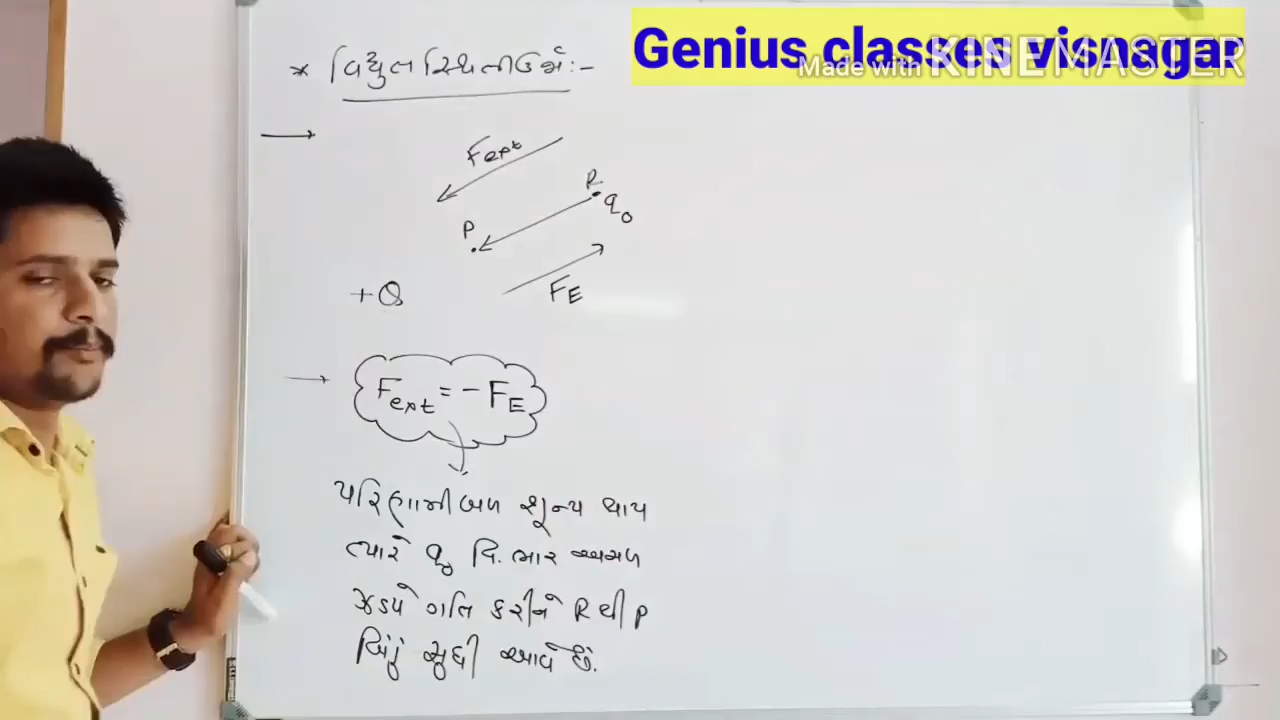 Genius classes visnagar
Made with KINEMASTER
* વિદ્યુત સ્થિતીઉર્જા :-
Fext
R
q₀
P
FE
+Q
Fext = - FE
પરિણામી બળ શૂન્ય થાય
ત્યારે q₀ વિ.ભાર અચળ
ઝડપે ગતિ કરીને R થી P
બિંદુ સુધી આવે છે.